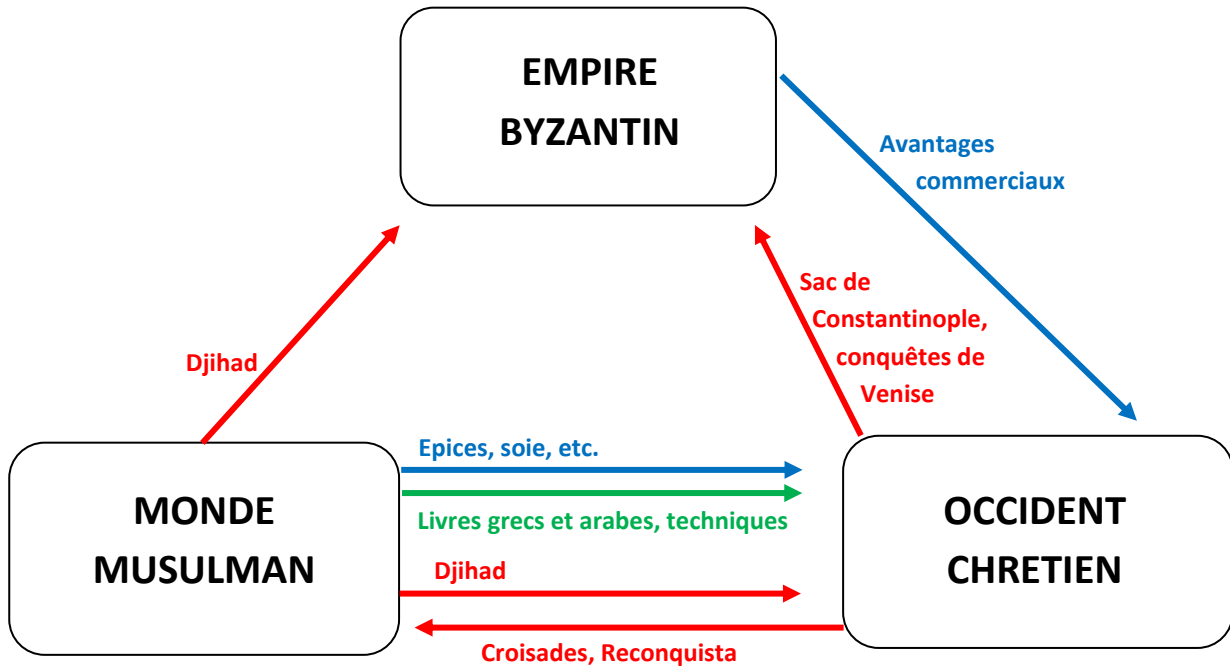 EMPIRE
BYZANTIN
Avantages
commerciaux
Sac de
Constantinople,
conquêtes de
Venise
Djihad
Epices, soie, etc.
Livres grecs et arabes, techniques
Djihad
Croisades, Reconquista
MONDE
MUSULMAN
OCCIDENT
CHRETIEN